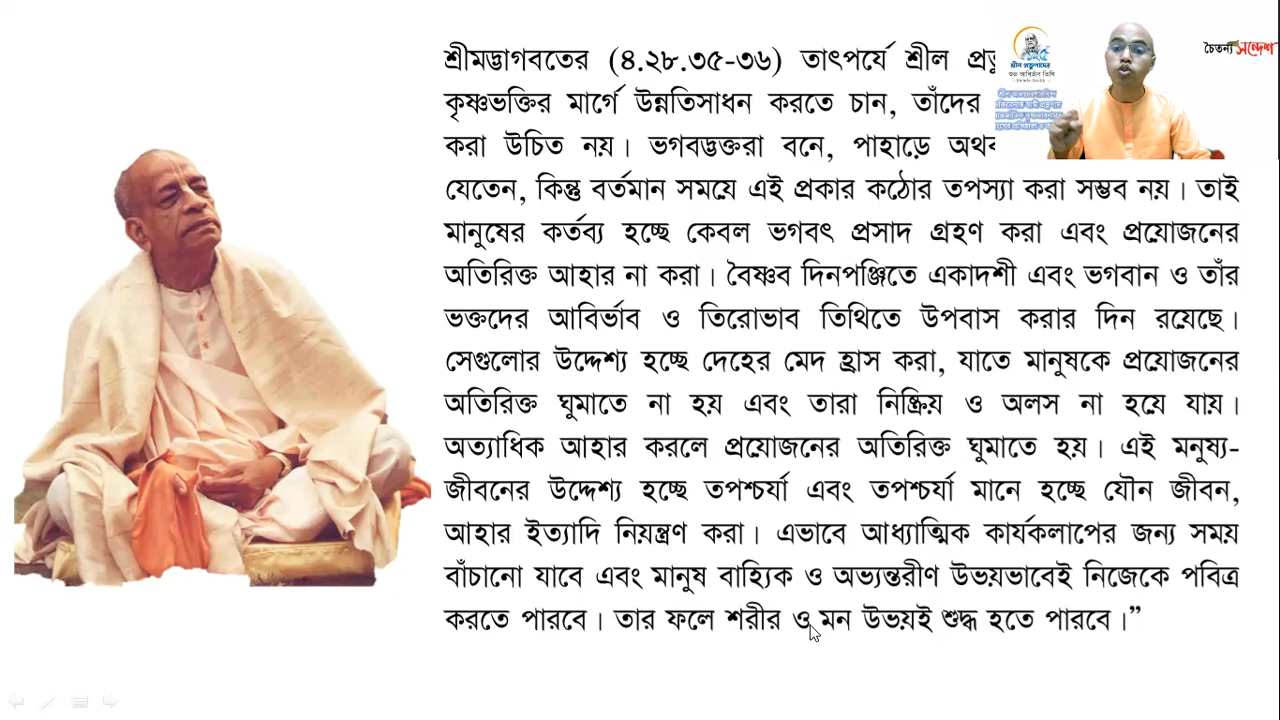 শ্রীমদ্ভাগবতের (৪.২৮.৩৫-৩৬) তাৎপর্যে শ্রীল
কৃষ্ণভক্তির মার্গে উন্নতিসাধন করতে চান, তাঁদের
করা উচিত নয়। ভগবদ্ভক্তরা বনে, পাহাড়ে
যেতেন, কিন্তু বর্তমান সময়ে এই প্রকার কঠোর তপস্যা করা সম্ভব নয়। তাই
মানুষের কর্তব্য হচ্ছে কেবল ভগবৎ প্রসাদ গ্রহণ করা এবং প্রয়োজনের
অতিরিক্ত আহার না করা। বৈষ্ণব দিনপঞ্জিতে একাদশী এবং ভগবান ও তাঁর
ভক্তদের আবির্ভাব ও তিরোভাব তিথিতে উপবাস করার দিন রয়েছে।
সেগুলোর উদ্দেশ্য হচ্ছে দেহের মেদ হ্রাস করা, যাতে মানুষকে প্রয়োজনের
অতিরিক্ত ঘুমাতে না হয় এবং তারা নিষ্ক্রিয় ও অলস না হয়ে যায়।
অত্যাধিক আহার করলে প্রয়োজনের অতিরিক্ত ঘুমাতে হয়। এই মনুষ্য-
জীবনের উদ্দেশ্য হচ্ছে তপশ্চর্যা এবং তপশ্চর্যা মানে হচ্ছে যৌন জীবন,
আহার ইত্যাদি নিয়ন্ত্রণ করা। এভাবে আধ্যাত্মিক কার্যকলাপের জন্য সময়
বাঁচানো যাবে এবং মানুষ বাহ্যিক ও অভ্যন্তরীণ উভয়ভাবেই নিজেকে পবিত্র
করতে পারবে। তার ফলে শরীর ও মন উভয়ই শুদ্ধ হতে পারবে।”
চৈতন্য সন্দেশ
১২৫
শ্রীল প্রভুপাদের
শুভ আবির্ভাব তিথি